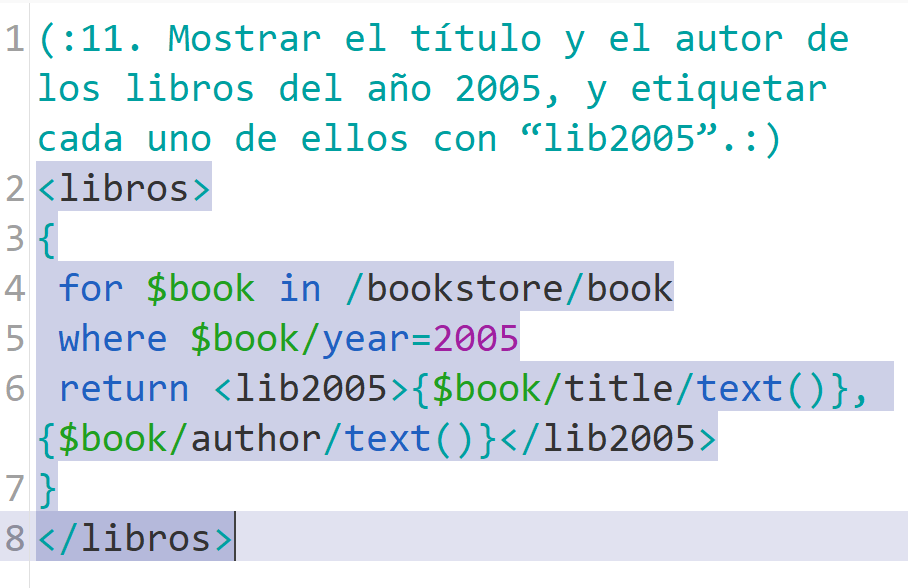 1 (:11. Mostrar el título y el autor de
los libros del año 2005, y etiquetar
cada uno de ellos con “lib2005”.:)
2 <libros>
3 {
4 for $book in /bookstore/book
5 where $book/year=2005
6 return <lib2005>{$book/title/text()},
{$book/author/text()}</lib2005>
7 }
8 </libros>